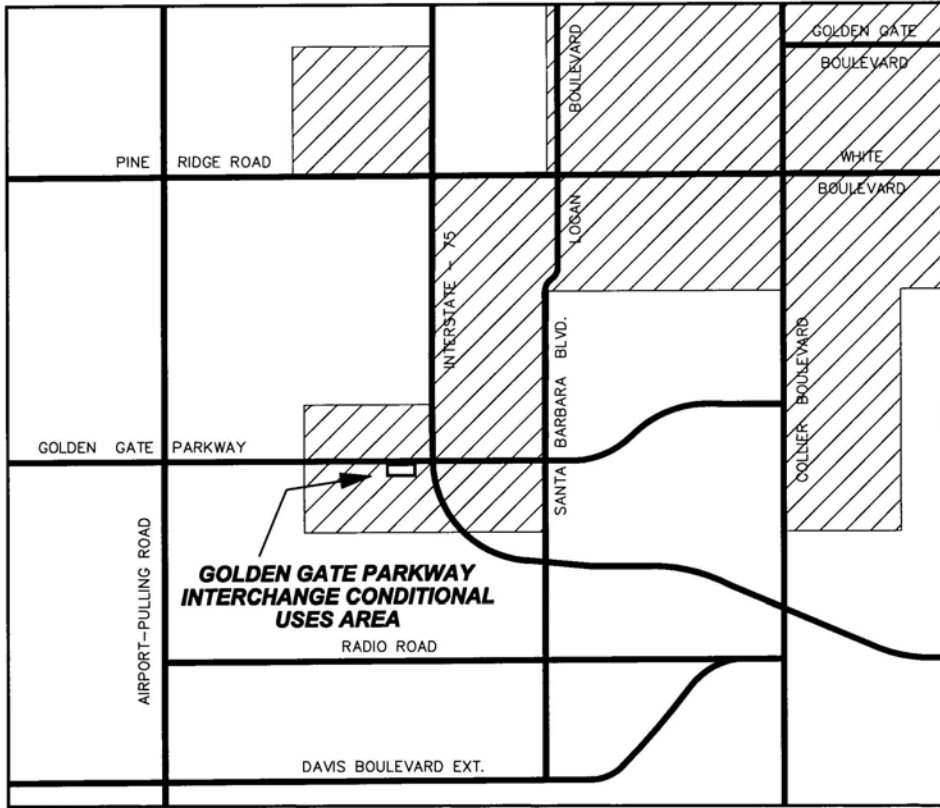 GOLDEN GATE
BOULEVARD
BOULEVARD
PINE RIDGE ROAD
WHITE
BOULEVARD
LOGAN
INTERSTATE - 75
SANTA BARBARA BLVD.
COLLIER BOULEVARD
GOLDEN GATE PARKWAY
AIRPORT-PULLING ROAD
GOLDEN GATE PARKWAY
INTERCHANGE CONDITIONAL
USES AREA
RADIO ROAD
DAVIS BOULEVARD EXT.